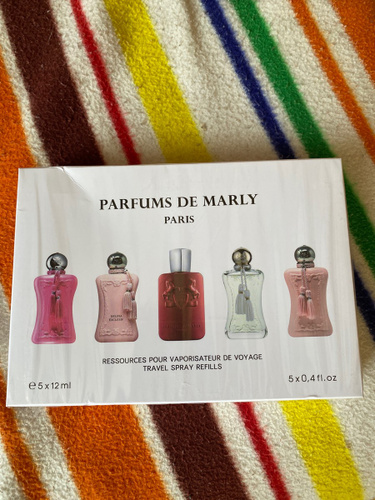 PARFUMS DE MARLY
PARIS
RESSOURCES POUR VAPORISATEUR DE VOYAGE
TRAVEL SPRAY REFILLS
℮ 5 x 12 ml
5 x 0,4 fl.oz